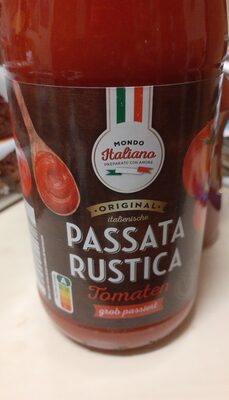 MONDO
Italiano
PREPARATO CON AMORE
ORIGINAL
italienische
PASSATA
RUSTICA
Tomaten
grob passiert